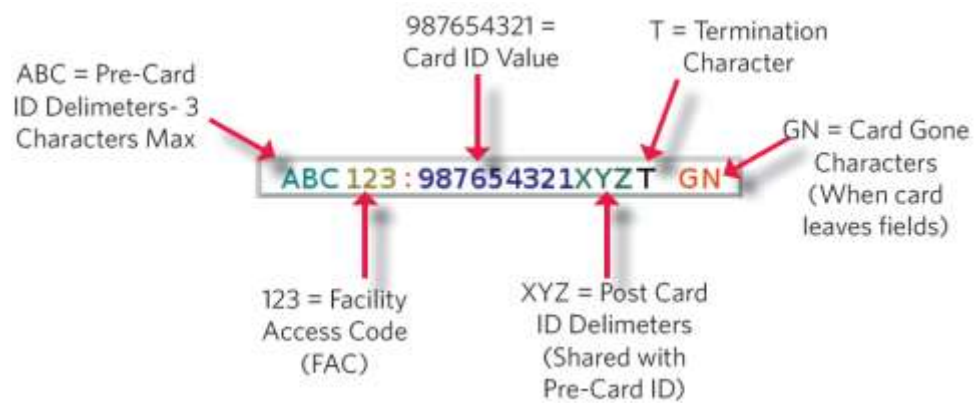 987654321 =
Card ID Value
T = Termination
Character
ABC = Pre-Card
ID Delimeters- 3
Characters Max
GN = Card Gone
Characters
(When card
leaves fields)
ABC123:987654321XYZT GN
123 = Facility
Access Code
(FAC)
XYZ = Post Card
ID Delimeters
(Shared with
Pre-Card ID)